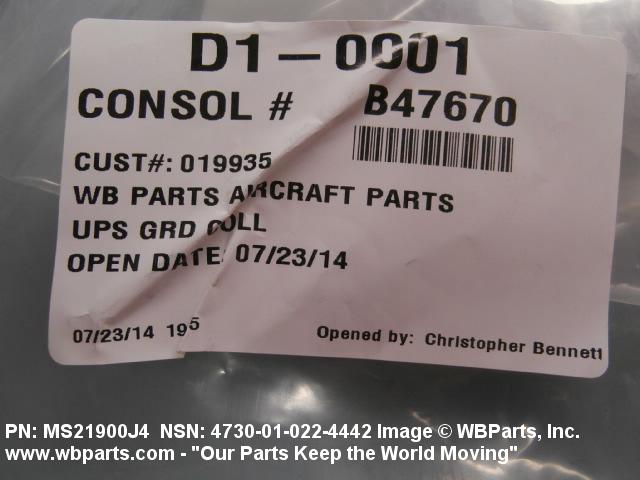 D1-0001
CONSOL # B47670
CUST#: 019935
WB PARTS AIRCRAFT PARTS
UPS GRD COLL
OPEN DATE: 07/23/14
07/23/14 195
Opened by: Christopher Bennett
PN: MS21900J4 NSN: 4730-01-022-4442 Image © WBParts, Inc.
www.wbparts.com - "Our Parts Keep the World Moving"